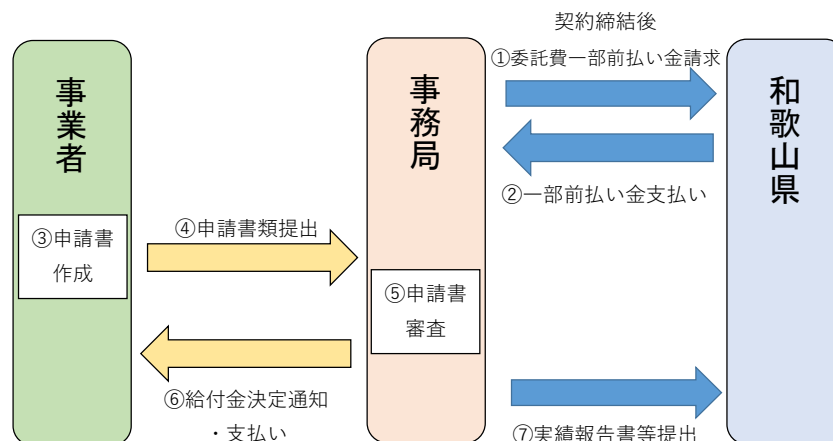 契約締結後
①委託費一部前払い金請求
事業者
事務局
和歌山県
②一部前払い金支払い
③申請書
作成
④申請書類提出
⑤申請書
審査
⑥給付金決定通知
・支払い
⑦実績報告書等提出